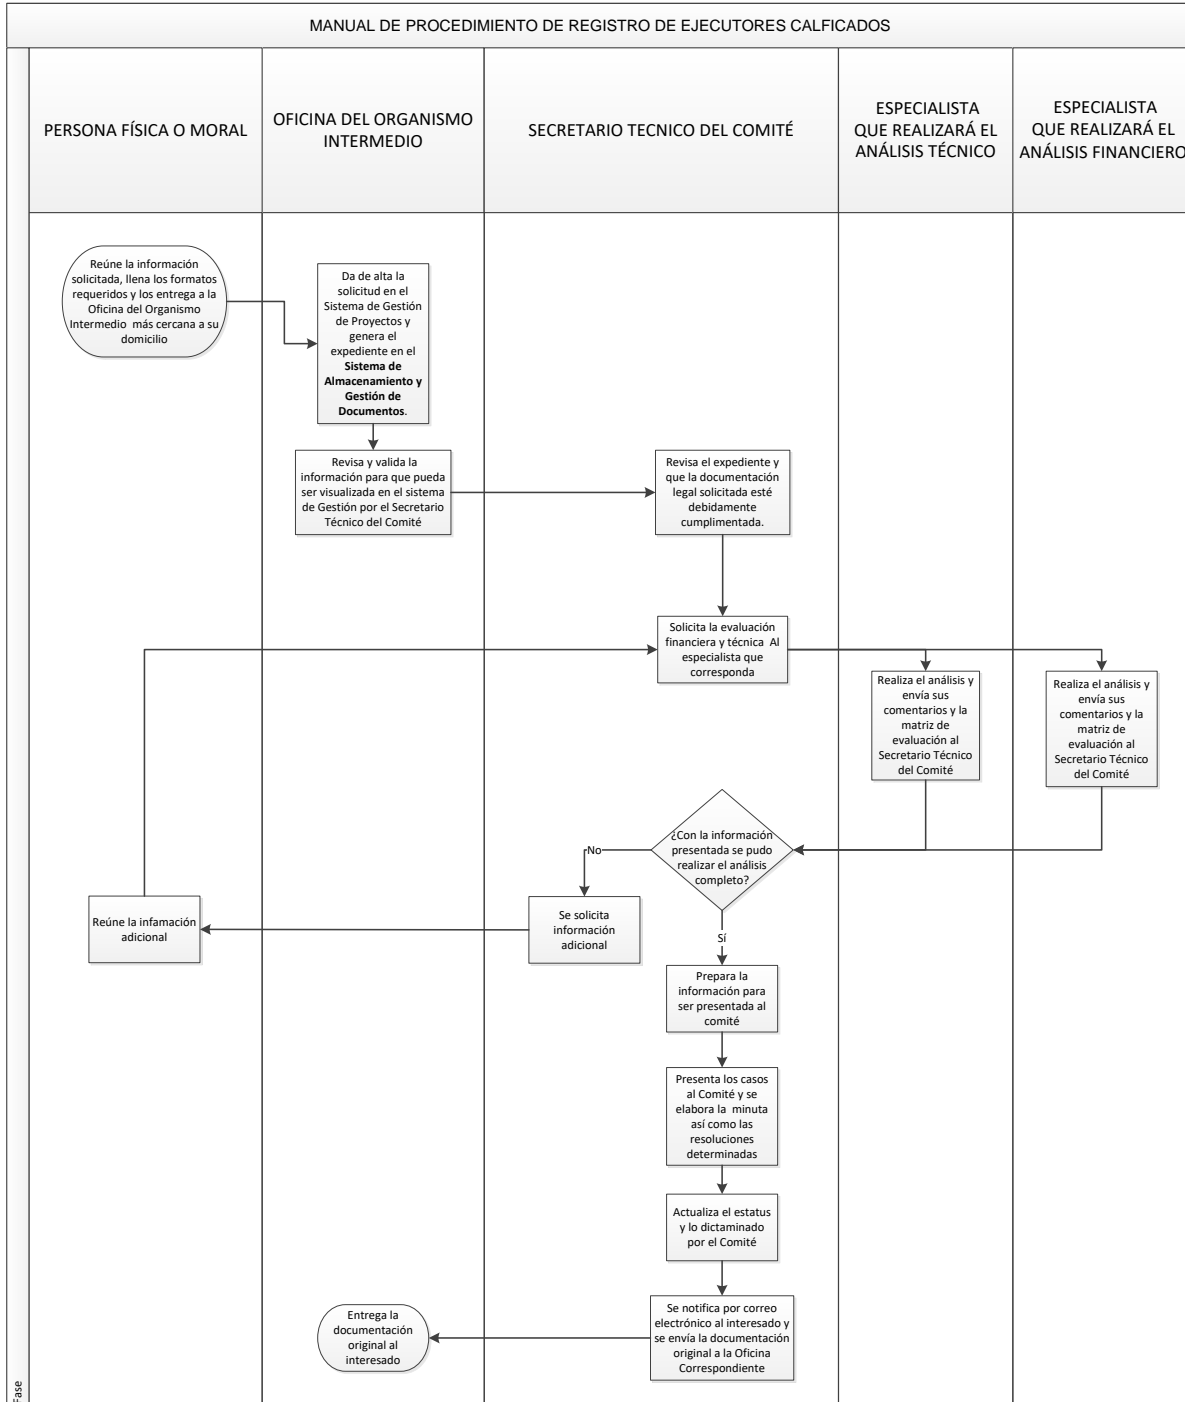 MANUAL DE PROCEDIMIENTO DE REGISTRO DE EJECUTORES CALFICADOS
PERSONA FÍSICA O MORAL
OFICINA DEL ORGANISMO
INTERMEDIO
SECRETARIO TECNICO DEL COMITÉ
ESPECIALISTA
QUE REALIZARÁ EL
ANÁLISIS TÉCNICO
ESPECIALISTA
QUE REALIZARÁ EL
ANÁLISIS FINANCIERO
Reúne la información
solicitada, llena los formatos
requeridos y los entrega a la
Oficina del Organismo
Intermedio más cercana a su
domicilio
Da de alta la
solicitud en el
Sistema de Gestión
de Proyectos y
genera el
expediente en el
Sistema de
Almacenamiento y
Gestión de
Documentos.
Revisa y valida la
información para que pueda
ser visualizada en el sistema
de Gestión por el Secretario
Técnico del Comité
Revisa el expediente y
que la documentación
legal solicitada esté
debidamente
cumplimentada.
Solicita la evaluación
financiera y técnica Al
especialista que
corresponda
Realiza el análisis y
envía sus
comentarios y la
matriz de
evaluación al
Secretario Técnico
del Comité
Realiza el análisis y
envía sus
comentarios y la
matriz de
evaluación al
Secretario Técnico
del Comité
¿Con la información
presentada se pudo
realizar el análisis
completo?
No
Se solicita
información
adicional
Reúne la infamación
adicional
Sí
Prepara la
información para
ser presentada al
comité
Presenta los casos
al Comité y se
elabora la minuta
así como las
resoluciones
determinadas
Actualiza el estatus
y lo dictaminado
por el Comité
Se notifica por correo
electrónico al interesado y
se envía la documentación
original a la Oficina
Correspondiente
Entrega la
documentación
original al
interesado
Fase